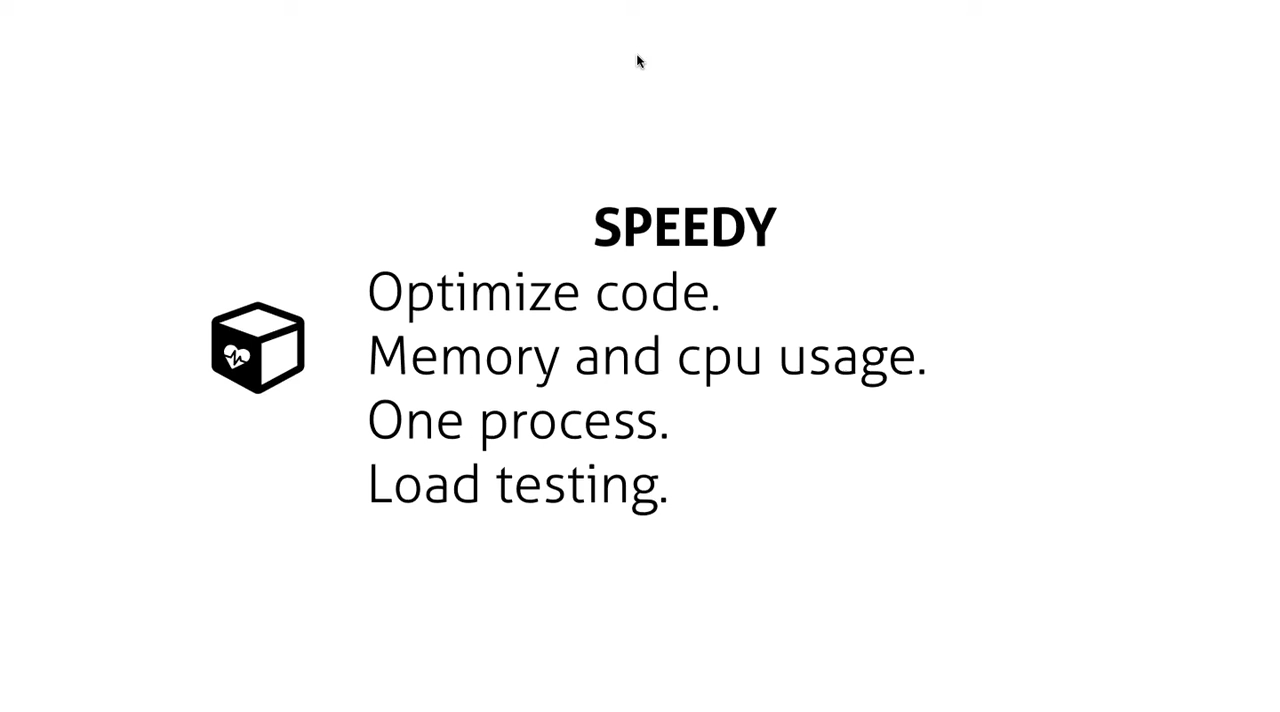 SPEEDY
Optimize code.
Memory and cpu usage.
One process.
Load testing.